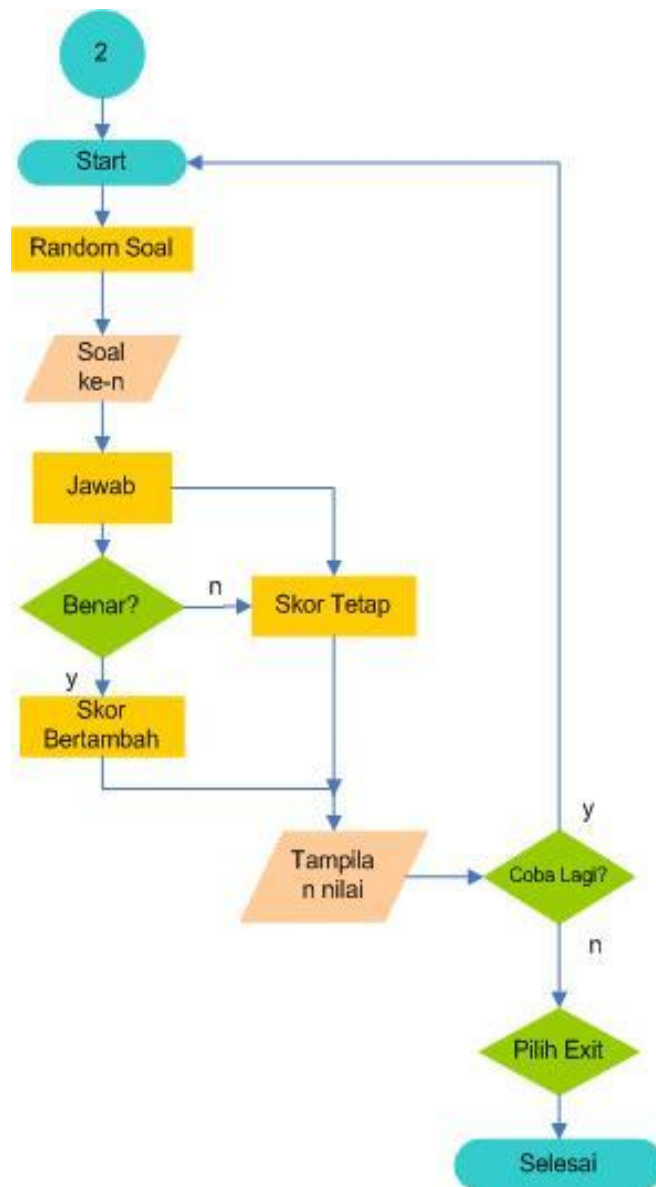 2
Start
Random Soal
Soal
ke-n
Jawab
Benar?
n
Skor Tetap
y
Skor
Bertambah
Tampila
n nilai
y
Coba Lagi?
n
Pilih Exit
Selesai